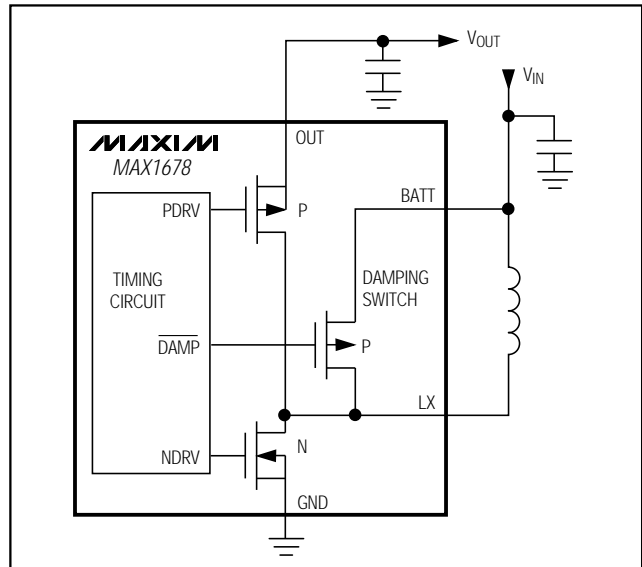 VOUT
VIN
OUT
MAXIM
MAX1678
BATT
PDRV
P
TIMING
CIRCUIT
DAMPING
SWITCH
DAMP
P
LX
NDRV
N
GND